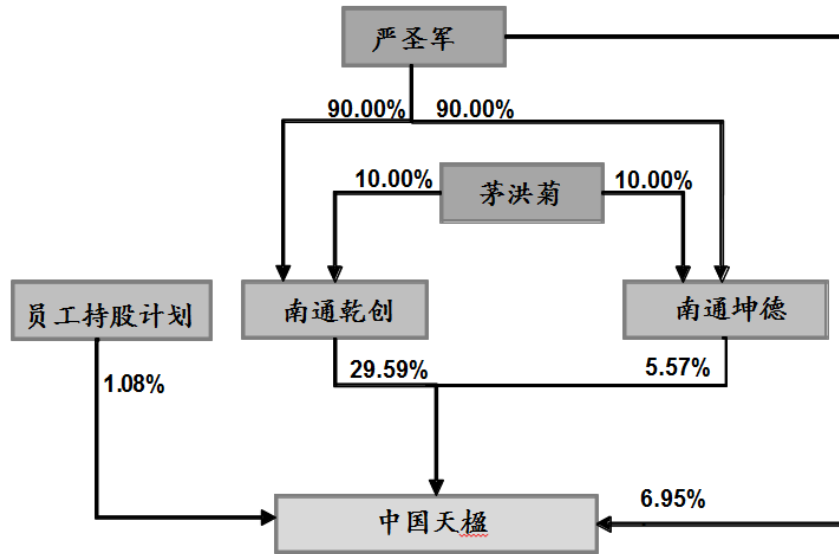 严圣军
90.00% 90.00%
10.00% 茅洪菊 10.00%
员工持股计划 南通乾创 南通坤德
1.08% 29.59% 5.57%
中国天楹 6.95%